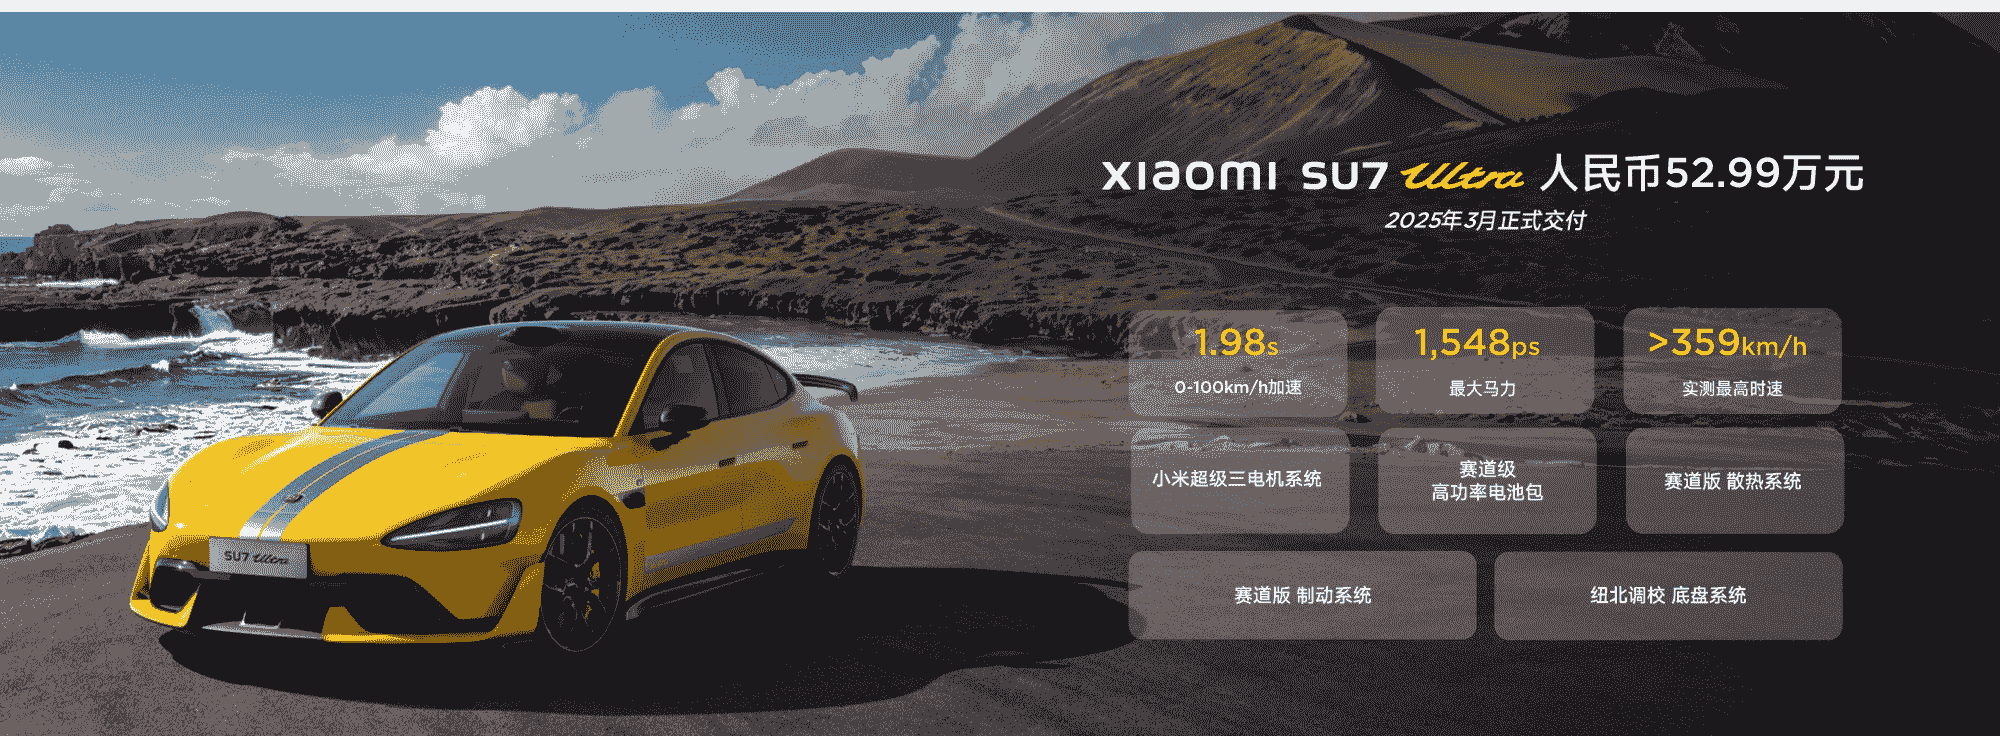 XIAOMI SU7 Ultra 人民币52.99万元
2025年3月正式交付
1.98s
0-100km/h加速
1,548ps
最大马力
>359km/h
实测最高时速
小米超级三电机系统
赛道级
高功率电池包
赛道版 散热系统
赛道版 制动系统
纽北调校 底盘系统
SU7 Ultra